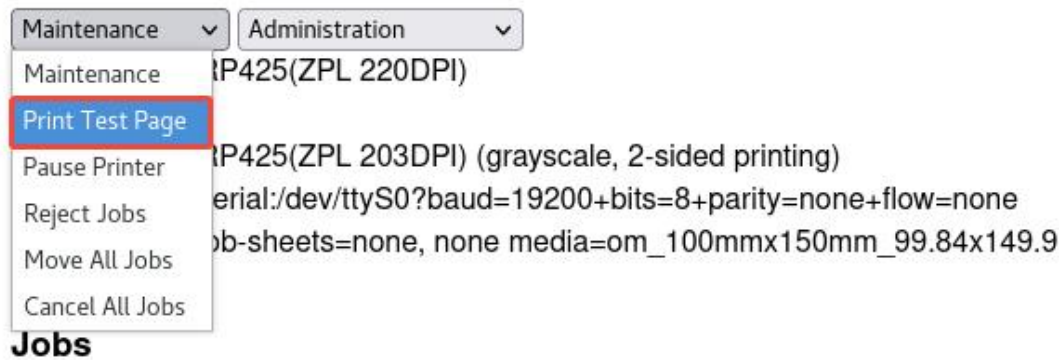 Maintenance Administration
Maintenance RP425(ZPL 220DPI)
Print Test Page
Pause Printer RP425(ZPL 203DPI) (grayscale, 2-sided printing)
Reject Jobs erial:/dev/ttyS0?baud=19200+bits=8+parity=none+flow=none
Move All Jobs ob-sheets=none, none media=om_100mmx150mm_99.84x149.9
Cancel All Jobs
Jobs